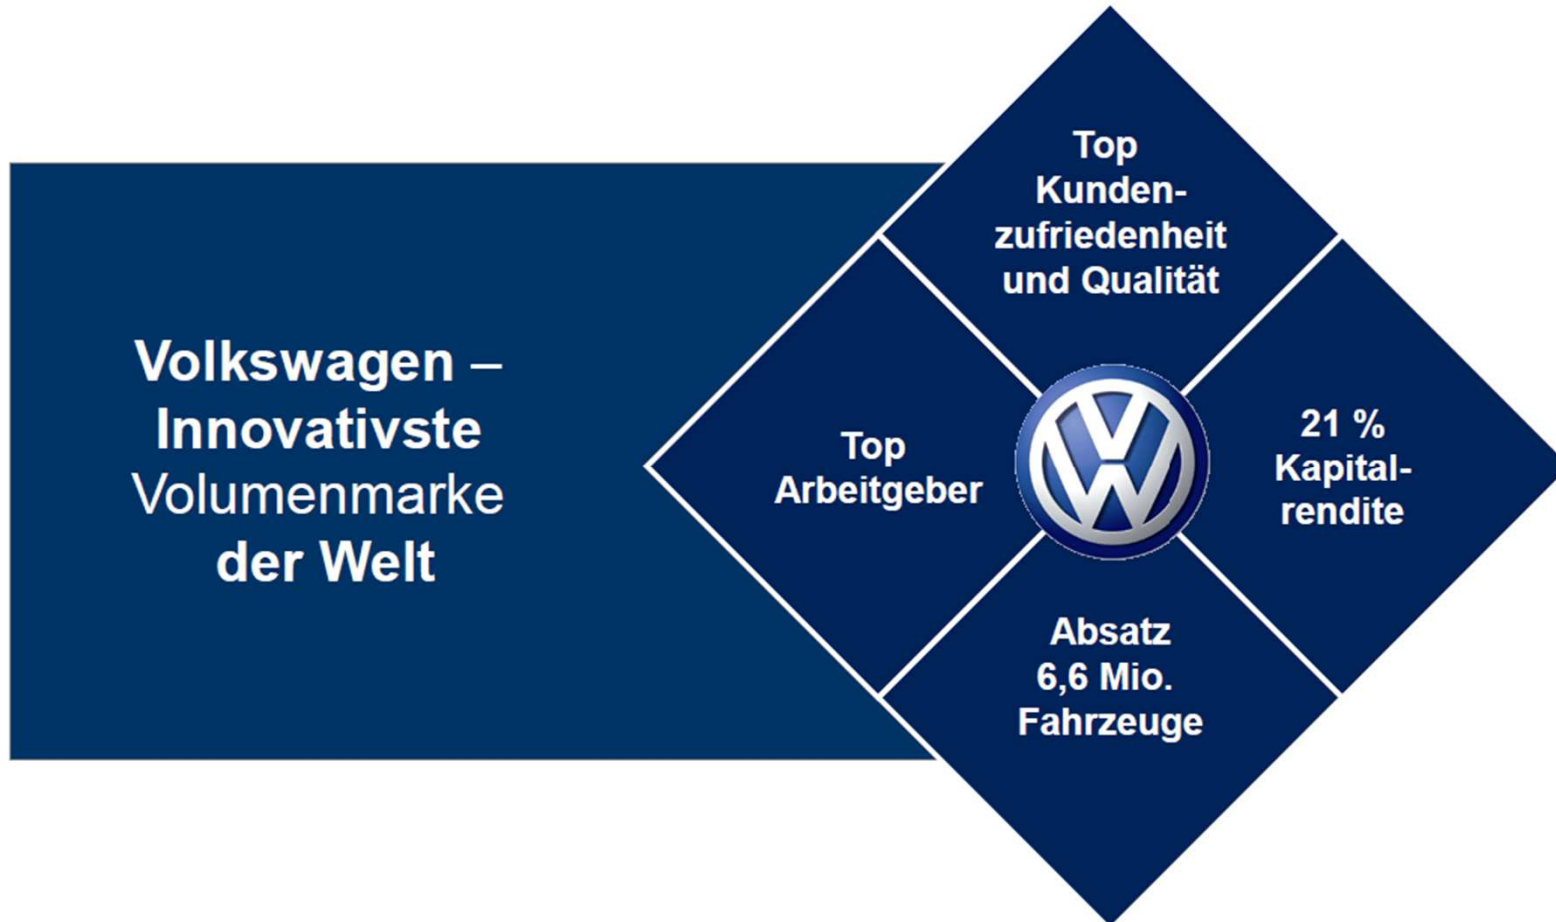 Volkswagen –
Innovativste
Volumenmarke
der Welt
Top
Kunden-
zufriedenheit
und Qualität
Top
Arbeitgeber
21 %
Kapital-
rendite
Absatz
6,6 Mio.
Fahrzeuge